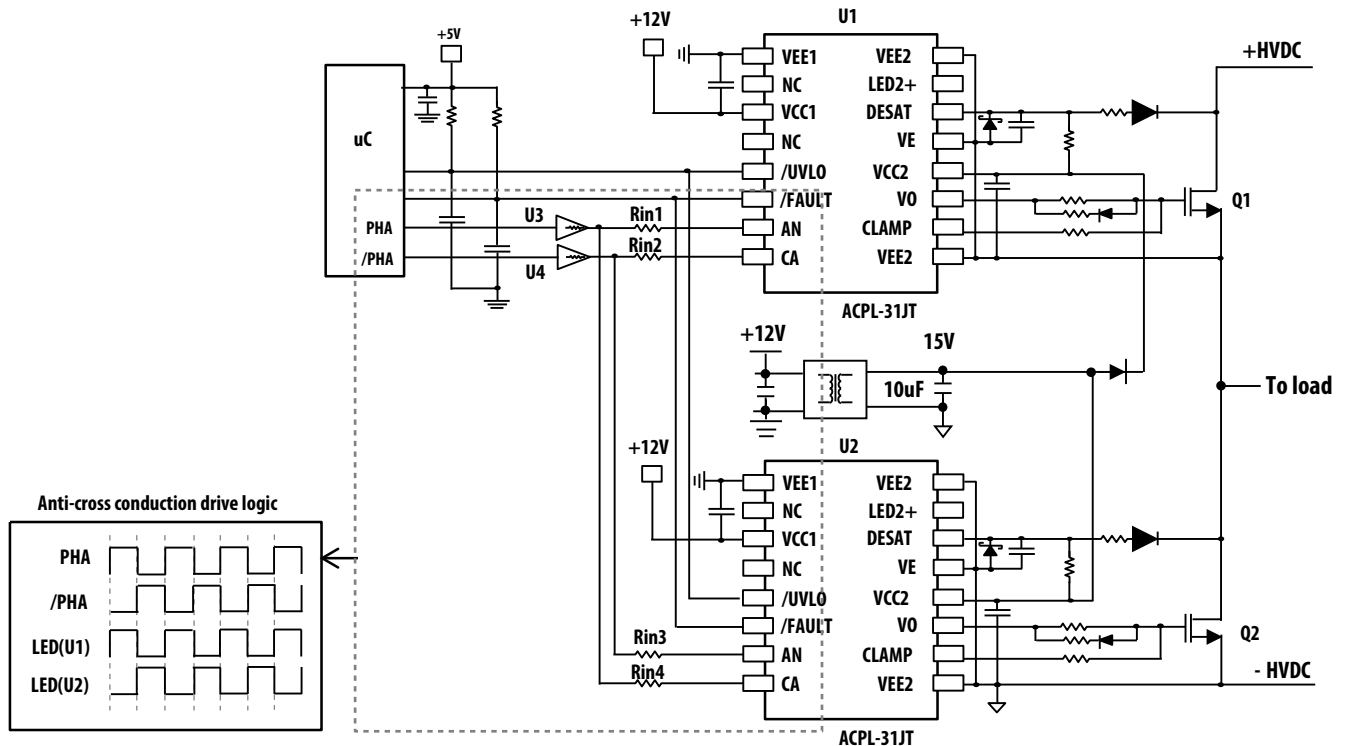 U1
+12V
+5V
+HVDC
VEE1
VEE2
NC
LED2+
VCC1
DESAT
uC
NC
VE
/UVLO
VCC2
/FAULT
VO
Q1
PHA
U3
Rin1
AN
CLAMP
/PHA
U4
Rin2
CA
VEE2
ACPL-31JT
+12V
15V
10uF
To load
U2
+12V
VEE1
VEE2
NC
LED2+
VCC1
DESAT
NC
VE
/UVLO
VCC2
/FAULT
VO
Q2
Rin3
AN
CLAMP
Rin4
CA
VEE2
- HVDC
ACPL-31JT
Anti-cross conduction drive logic
PHA
/PHA
LED(U1)
LED(U2)